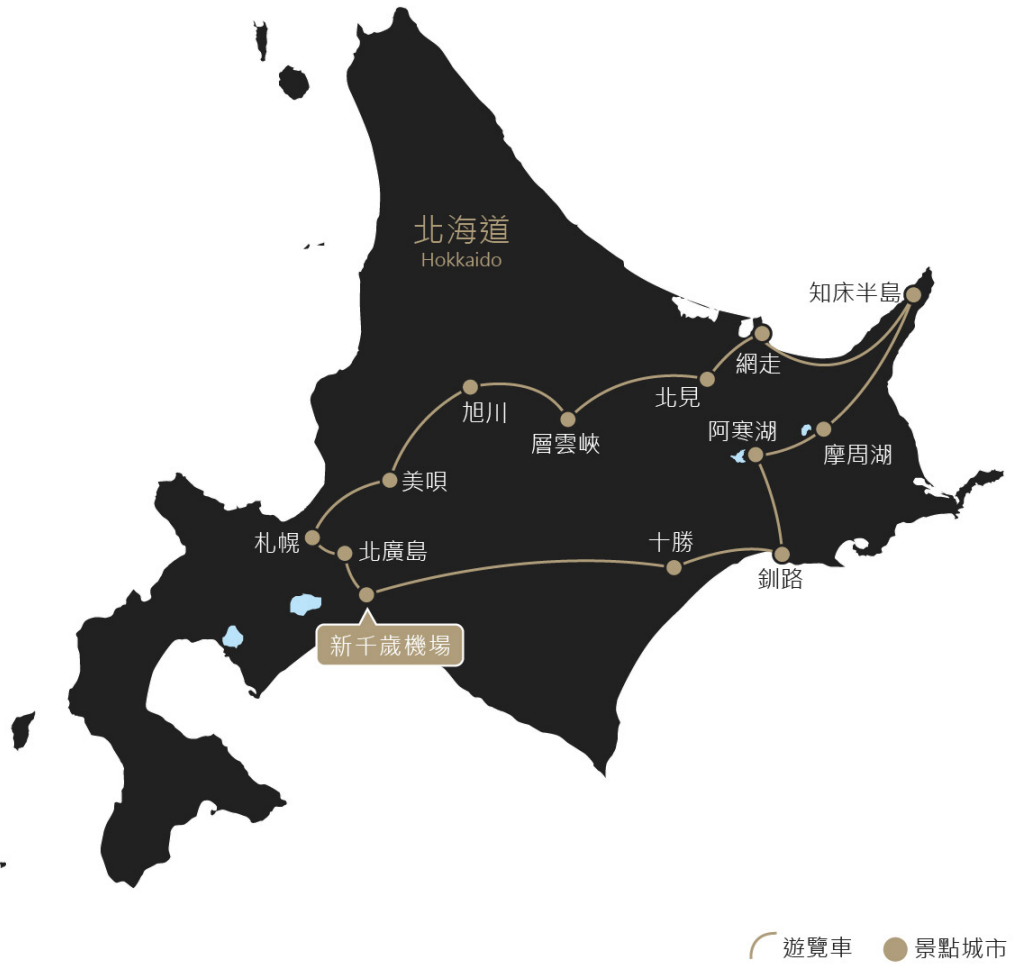 北海道
Hokkaido
知床半島
網走
北見
旭川
層雲峽
阿寒湖
摩周湖
美唄
札幌
北廣島
十勝
釧路
新千歲機場
遊覽車
景點城市